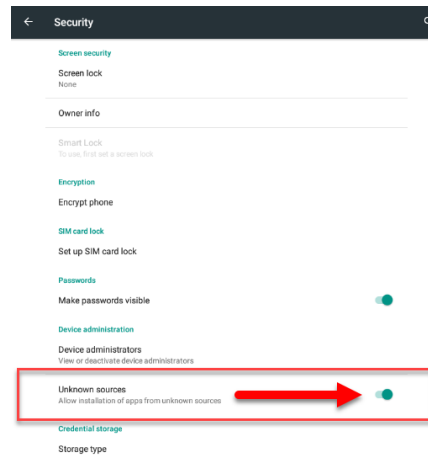 Security
Screen security
Screen lock
None
Owner info
Smart Lock
To use, first set a screen lock
Encryption
Encrypt phone
SIM card lock
Set up SIM card lock
Passwords
Make passwords visible
Device administration
Device administrators
View or deactivate device administrators
Unknown sources
Allow installation of apps from unknown sources
Credential storage
Storage type